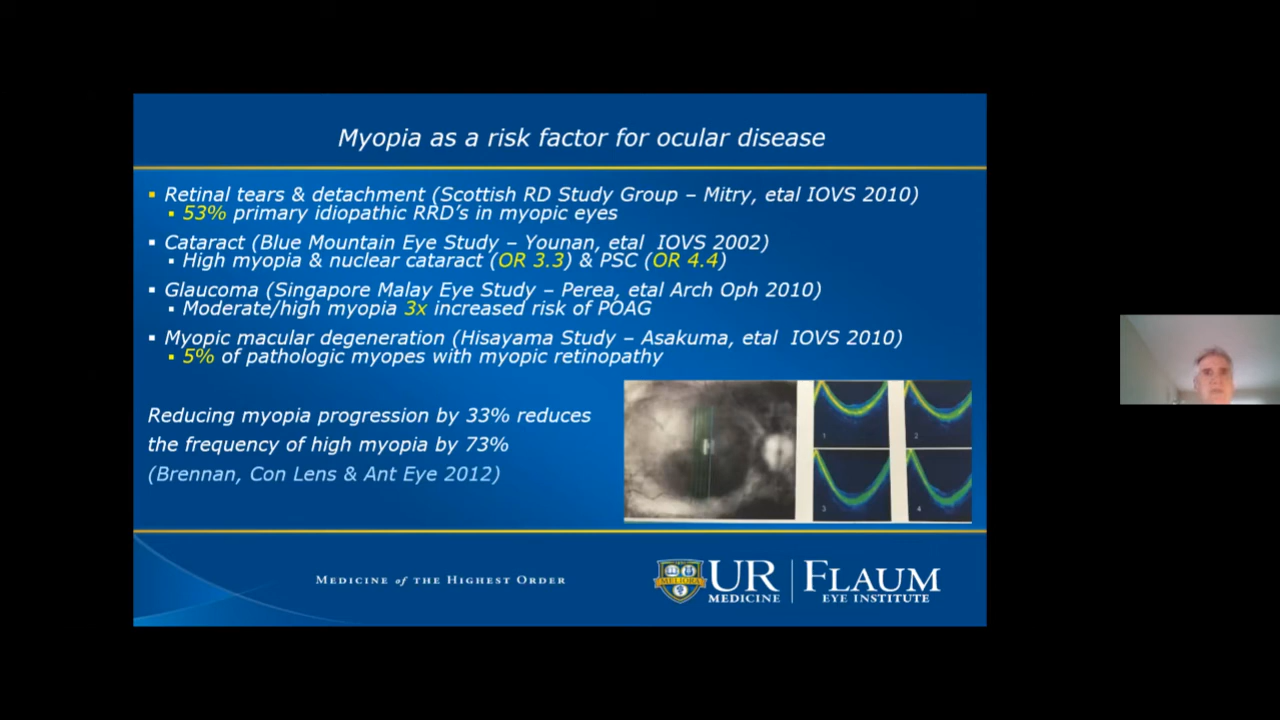 Myopia as a risk factor for ocular disease
▪ Retinal tears & detachment (Scottish RD Study Group – Mitry, etal IOVS 2010)
▪ 53% primary idiopathic RRD's in myopic eyes
▪ Cataract (Blue Mountain Eye Study – Younan, etal IOVS 2002)
▪ High myopia & nuclear cataract (OR 3.3) & PSC (OR 4.4)
▪ Glaucoma (Singapore Malay Eye Study – Perea, etal Arch Oph 2010)
▪ Moderate/high myopia 3x increased risk of POAG
▪ Myopic macular degeneration (Hisayama Study – Asakuma, etal IOVS 2010)
▪ 5% of pathologic myopes with myopic retinopathy
Reducing myopia progression by 33% reduces
the frequency of high myopia by 73%
(Brennan, Con Lens & Ant Eye 2012)
1
2
3
4
MEDICINE of THE HIGHEST ORDER
MELIORA
UR
MEDICINE
FLAUM
EYE INSTITUTE